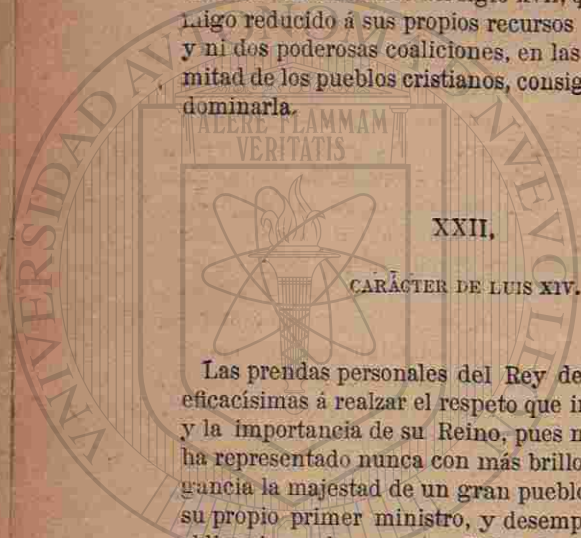 migo reducido á sus propios recursos
y ni dos poderosas coaliciones, en las
mitad de los pueblos cristianos, consig
dominarla.
ALERE FLAMMAM
VERITATIS
XXII.
CARÁCTER DE LUIS XIV.
Las prendas personales del Rey de
eficacísimas á realzar el respeto que in
y la importancia de su Reino, pues n
ha representado nunca con más brillo
gancia la majestad de un gran pueblo
su propio primer ministro, y desemp